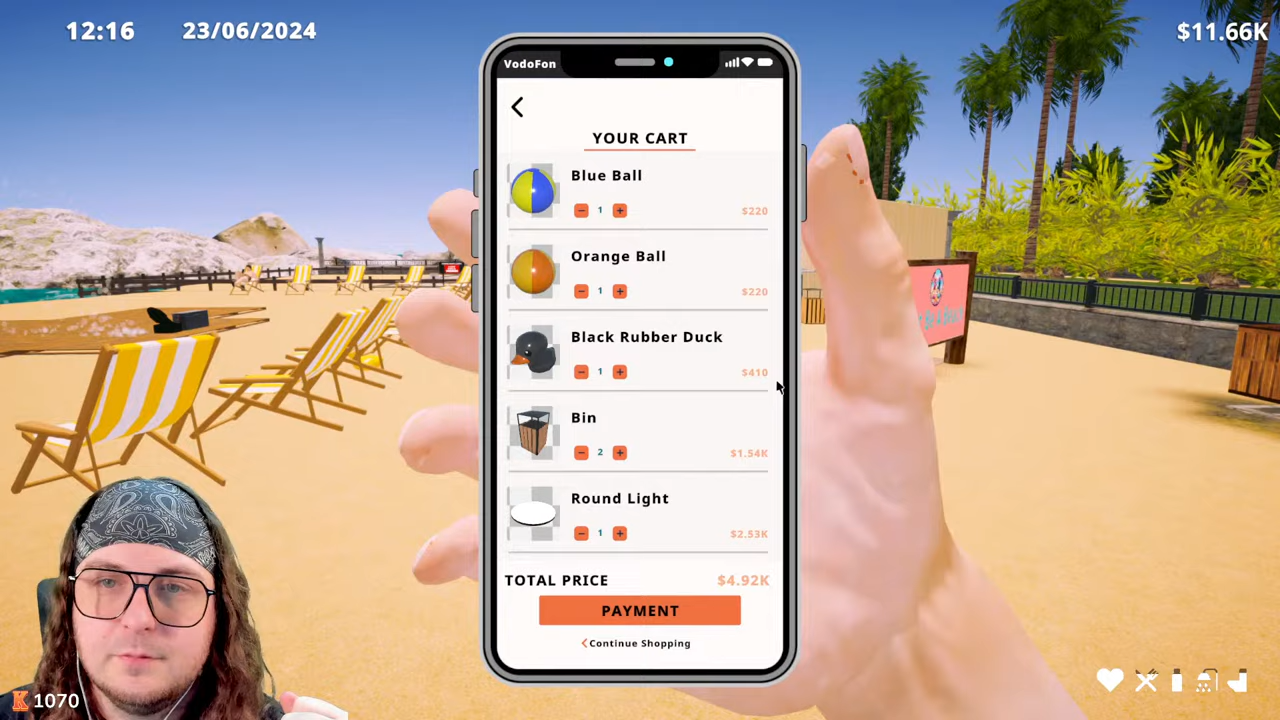 12:16
23/06/2024
$11.66K
VodoFon
YOUR CART
Blue Ball
1
$220
Orange Ball
1
$220
Black Rubber Duck
1
$410
Bin
2
$1.54K
Round Light
1
$2.53K
TOTAL PRICE
$4.92K
PAYMENT
Continue Shopping
1070